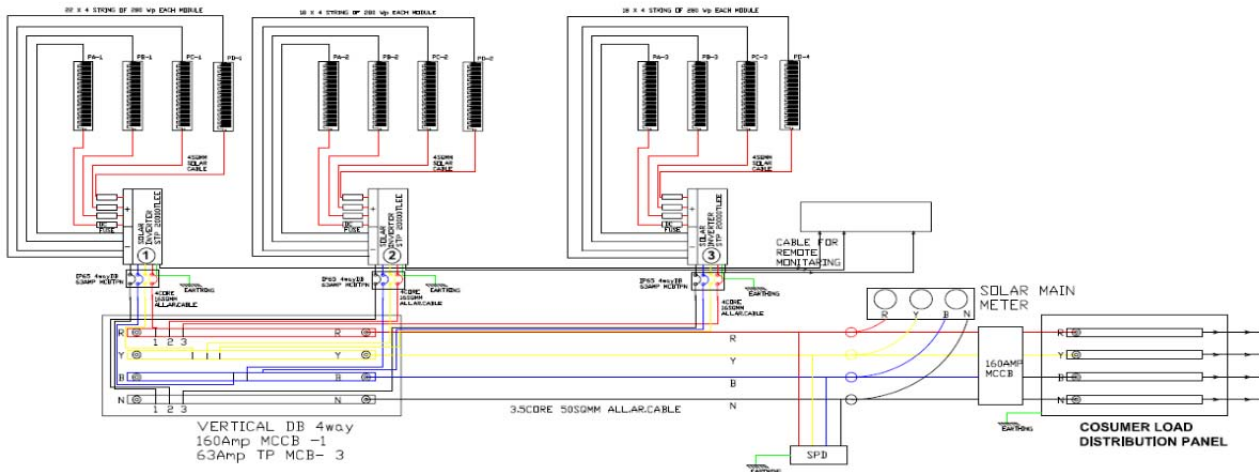 22 X 4 STRING OF 280 Wp EACH MODULE
18 X 4 STRING OF 280 Wp EACH MODULE
18 X 4 STRING OF 280 Wp EACH MODULE
PA-1
PB-1
PC-1
PD-1
PA-2
PB-2
PC-2
PD-2
PA-3
PB-3
PC-3
PD-4
4SQMM
SOLAR
CABLE
4SQMM
SOLAR
CABLE
4SQMM
SOLAR
CABLE
+
-
DC
FUSE
SOLAR
INVERTER
STP 20000TLEE
1
+
-
DC
FUSE
SOLAR
INVERTER
STP 20000TLEE
2
+
-
DC
FUSE
SOLAR
INVERTER
STP 20000TLEE
3
CABLE FOR
REMOTE
MONITARING
IP65 4wayDB
63AMP MCBTPN
EARTHING
4CORE
16SQMM
ALL.AR.CABLE
IP65 4wayDB
63AMP MCBTPN
EARTHING
4CORE
16SQMM
ALL.AR.CABLE
IP65 4wayDB
63AMP MCBTPN
EARTHING
4CORE
16SQMM
ALL.AR.CABLE
SOLAR MAIN
METER
R Y B N
R
1 2 3
R
R
Y
Y
Y
B
B
B
N
1 2 3
N
N
160AMP
MCCB
R
Y
B
N
3.5CORE 50SQMM ALL.AR.CABLE
VERTICAL DB 4way
160Amp MCCB -1
63Amp TP MCB- 3
EARTHING
SPD
EARTHING
COSUMER LOAD
DISTRIBUTION PANEL